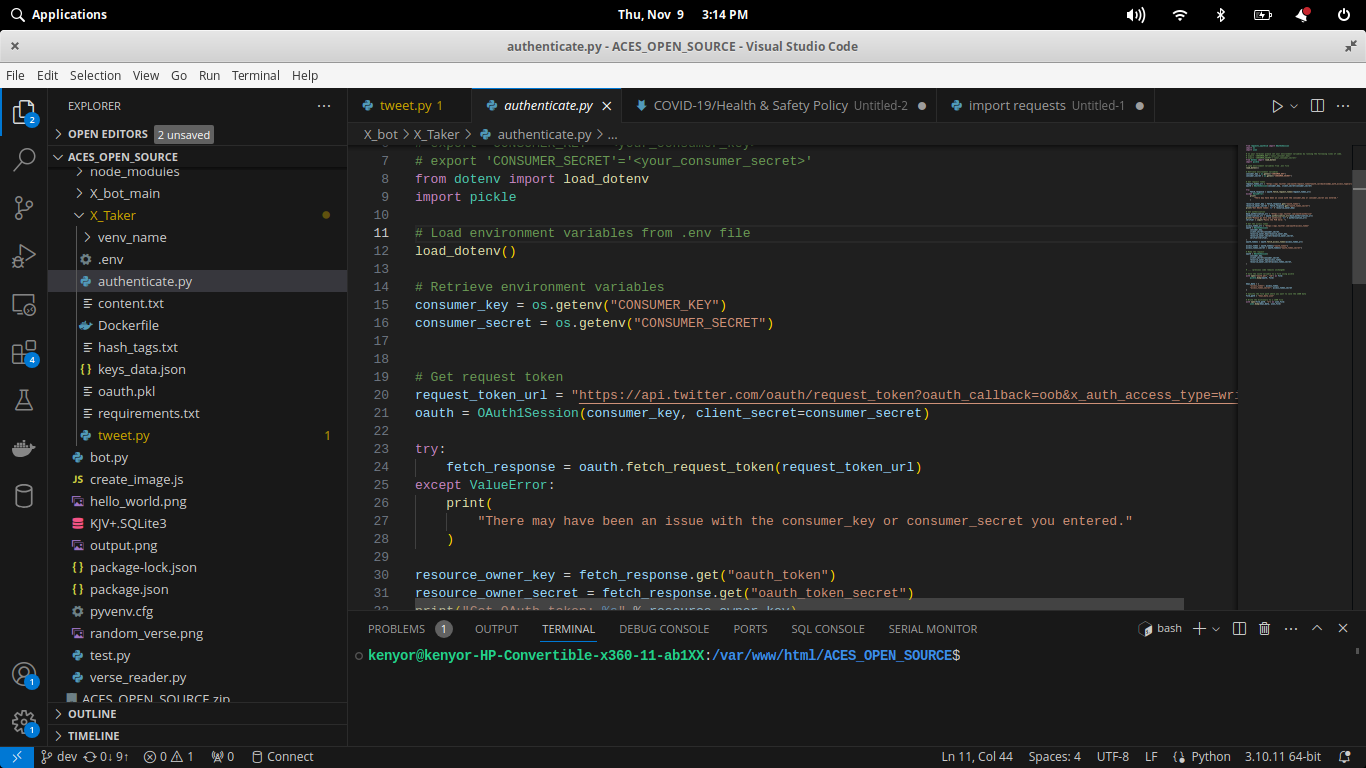 Applications
Thu, Nov 9 3:14 PM
authenticate.py - ACES_OPEN_SOURCE - Visual Studio Code
File Edit Selection View Go Run Terminal Help
EXPLORER
tweet.py 1
authenticate.py
COVID-19/Health & Safety Policy Untitled-2
import requests Untitled-1
OPEN EDITORS 2 unsaved
X_bot > X_Taker > authenticate.py > ...
ACES_OPEN_SOURCE
node_modules
X_bot_main
X_Taker
venv_name
.env
authenticate.py
content.txt
Dockerfile
hash_tags.txt
keys_data.json
oauth.pkl
requirements.txt
tweet.py 1
bot.py
create_image.js
hello_world.png
KJV+.SQLite3
output.png
package-lock.json
package.json
pyvenv.cfg
random_verse.png
test.py
verse_reader.py
ACES_OPEN_SOURCE.zip
OUTLINE
TIMELINE
2
4
1
1
7 # export 'CONSUMER_SECRET'='<your_consumer_secret>'
8 from dotenv import load_dotenv
9 import pickle
10
11 # Load environment variables from .env file
12 load_dotenv()
13
14 # Retrieve environment variables
15 consumer_key = os.getenv("CONSUMER_KEY")
16 consumer_secret = os.getenv("CONSUMER_SECRET")
17
18
19 # Get request token
20 request_token_url = "https://api.twitter.com/oauth/request_token?oauth_callback=oob&x_auth_access_type=wri
21 oauth = OAuth1Session(consumer_key, client_secret=consumer_secret)
22
23 try:
24 fetch_response = oauth.fetch_request_token(request_token_url)
25 except ValueError:
26 print(
27 "There may have been an issue with the consumer_key or consumer_secret you entered."
28 )
29
30 resource_owner_key = fetch_response.get("oauth_token")
31 resource_owner_secret = fetch_response.get("oauth_token_secret")
PROBLEMS 1 OUTPUT TERMINAL DEBUG CONSOLE PORTS SQL CONSOLE SERIAL MONITOR
bash
kenyor@kenyor-HP-Convertible-x360-11-ab1XX:/var/www/html/ACES_OPEN_SOURCE$
dev 0↓ 9↑ 0 1 0 Connect
Ln 11, Col 44 Spaces: 4 UTF-8 LF Python 3.10.11 64-bit